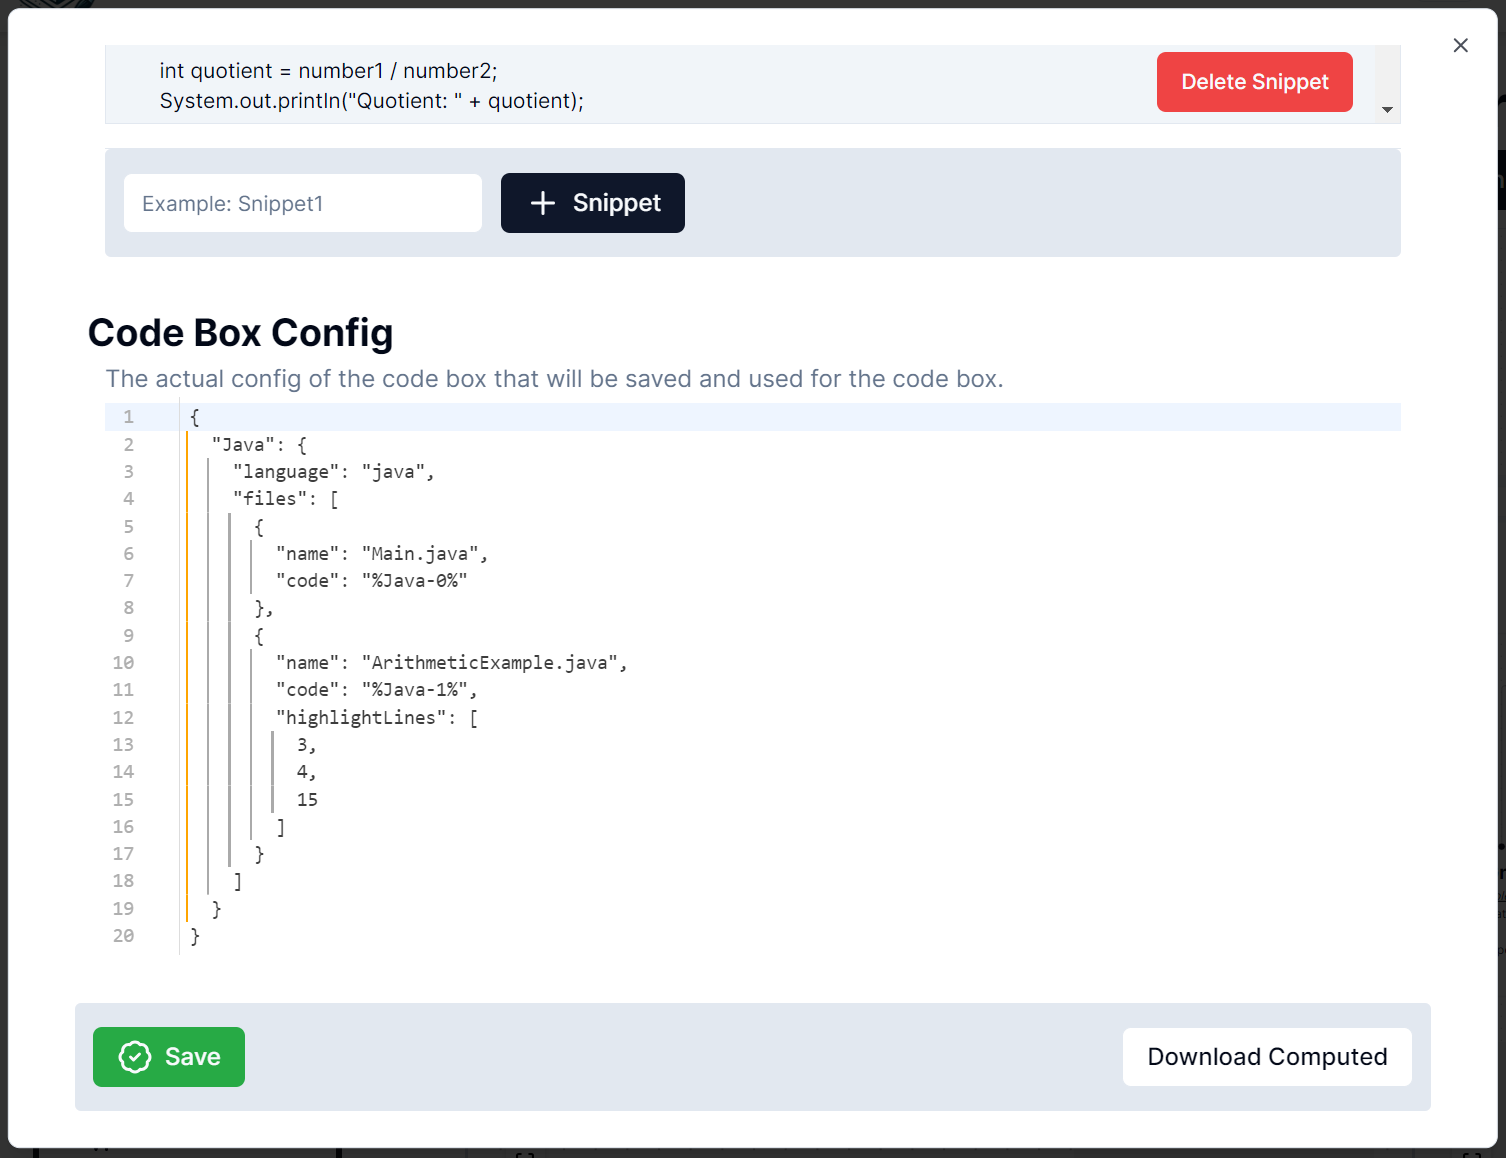 int quotient = number1 / number2;
System.out.println("Quotient: " + quotient);
Delete Snippet
Example: Snippet1
Snippet
Code Box Config
The actual config of the code box that will be saved and used for the code box.
1 {
2 "Java": {
3 "language": "java",
4 "files": [
5 {
6 "name": "Main.java",
7 "code": "%Java-0%"
8 },
9 {
10 "name": "ArithmeticExample.java",
11 "code": "%Java-1%",
12 "highlightLines": [
13 3,
14 4,
15 15
16 ]
17 }
18 ]
19 }
20 }
Save
Download Computed